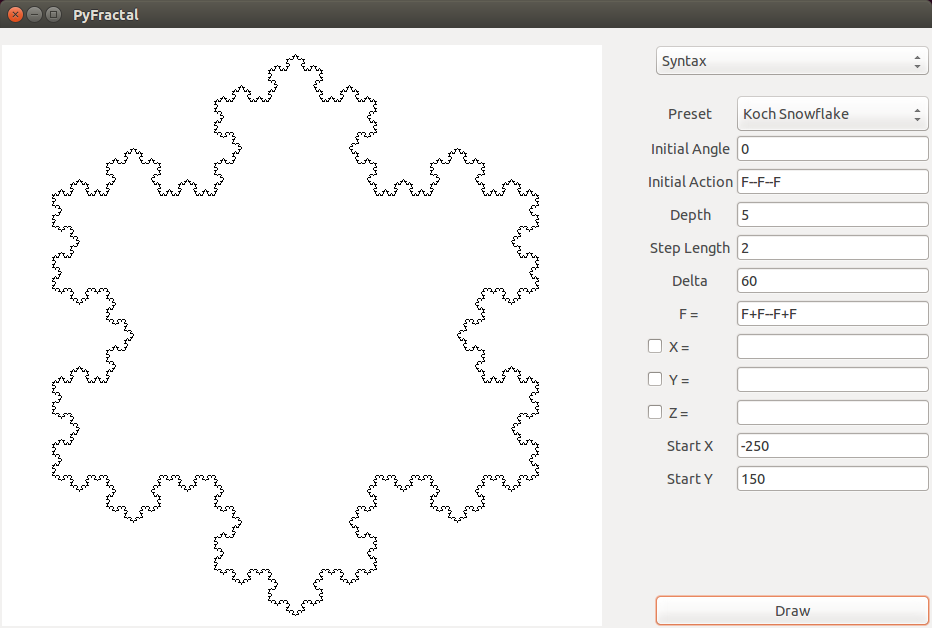 PyFractal
Syntax
Preset Koch Snowflake
Initial Angle 0
Initial Action F--F--F
Depth 5
Step Length 2
Delta 60
F = F+F--F+F
X =
Y =
Z =
Start X -250
Start Y 150
Draw